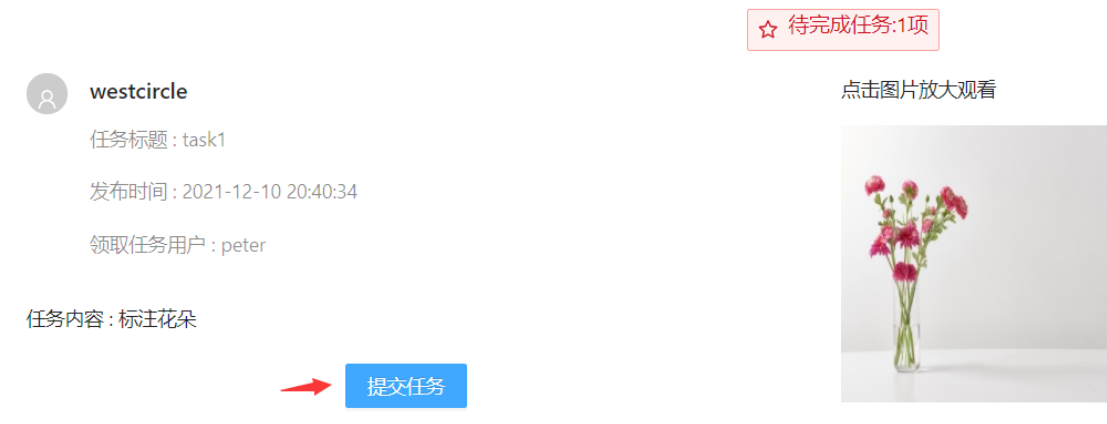 待完成任务:1项
westcircle
点击图片放大观看
任务标题 : task1
发布时间 : 2021-12-10 20:40:34
领取任务用户 : peter
任务内容 : 标注花朵
提交任务